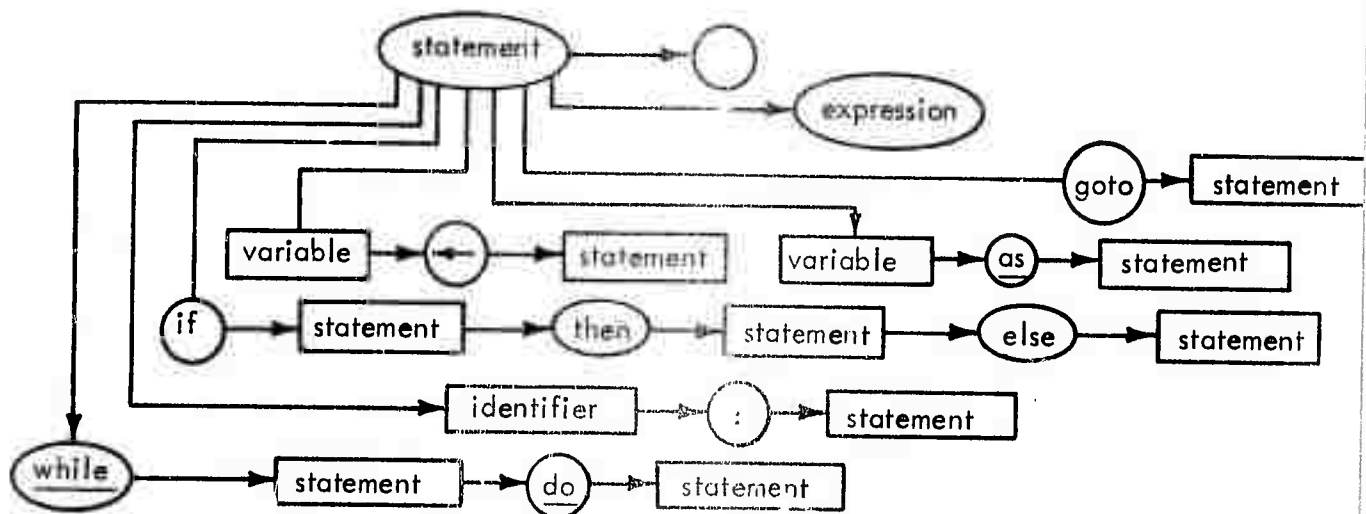 statement
expression
goto statement
variable ← statement
variable as statement
if statement then statement else statement
identifier : statement
while statement do statement